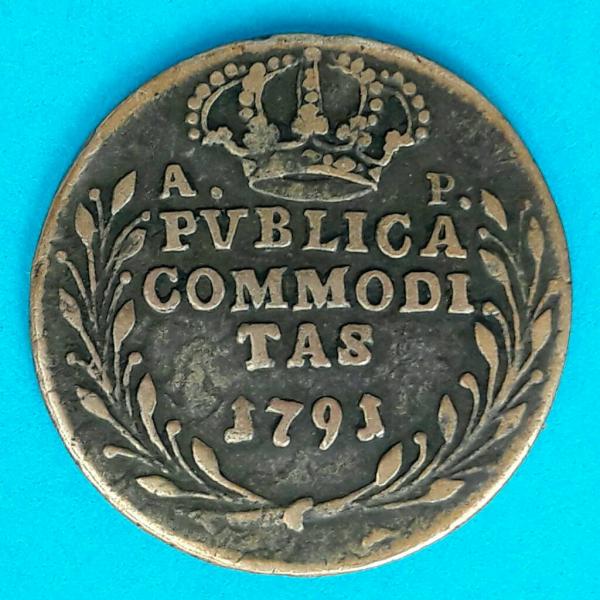 A. P.
PVBLICA
COMMODI
TAS
1791